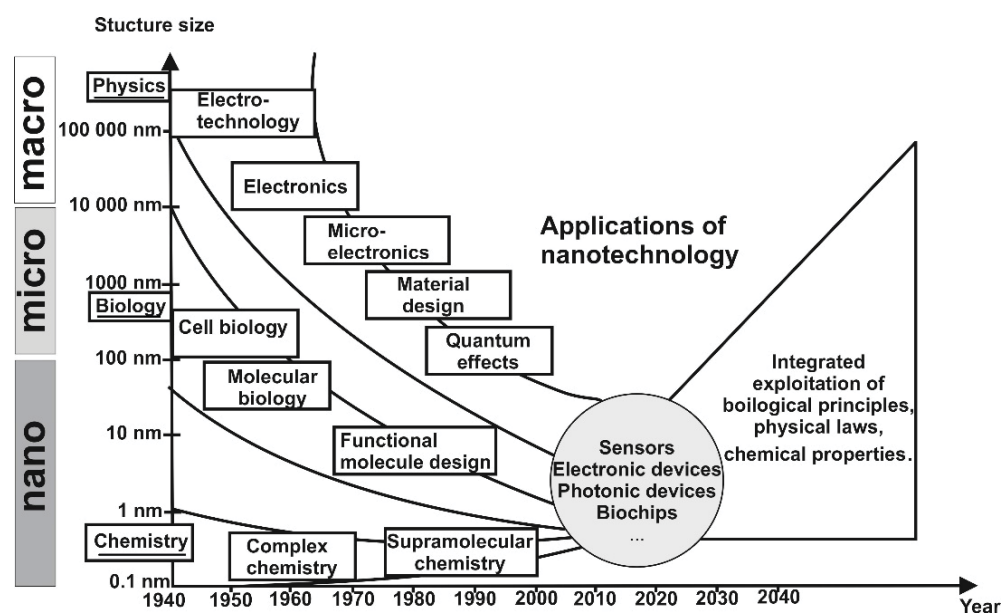 Stucture size
macro
micro
nano
Physics
100 000 nm
10 000 nm
1000 nm
Biology
100 nm
10 nm
1 nm
Chemistry
0.1 nm
Electro-
technology
Electronics
Micro-
electronics
Material
design
Quantum
effects
Cell biology
Molecular
biology
Functional
molecule design
Complex
chemistry
Supramolecular
chemistry
Applications of
nanotechnology
Sensors
Electronic devices
Photonic devices
Biochips
...
Integrated
exploitation of
boilogical principles,
physical laws,
chemical properties.
1940 1950 1960 1970 1980 1990 2000 2010 2020 2030 2040
Year